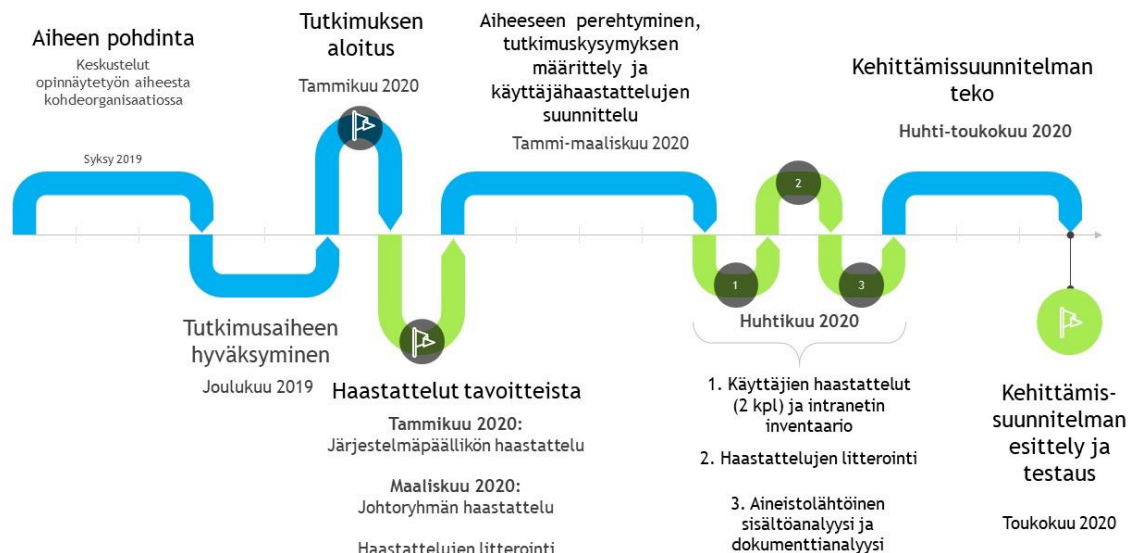 Aiheen pohdinta
Keskustelut
opinnäytetyön aiheesta
kohdeorganisaatiossa
Syksy 2019
Tutkimusaiheen
hyväksyminen
Joulukuu 2019
Tutkimuksen
aloitus
Tammikuu 2020
Haastattelut tavoitteista
Tammikuu 2020:
Järjestelmäpäällikön haastattelu
Maaliskuu 2020:
Johtoryhmän haastattelu
Haastattelujen litterointi
Aiheeseen perehtyminen,
tutkimuskysymyksen
määrittely ja
käyttäjähaastattelujen
suunnittelu
Tammi-maaliskuu 2020
1
2
3
Huhtikuu 2020
1. Käyttäjien haastattelut
(2 kpl) ja intranetin
inventaario
2. Haastattelujen litterointi
3. Aineistolähtöinen
sisältöanalyysi ja
dokumenttianalyysi
Kehittämissuunnitelman
teko
Huhti-toukokuu 2020
Kehittämis-
suunnitelman
esittely ja
testaus
Toukokuu 2020